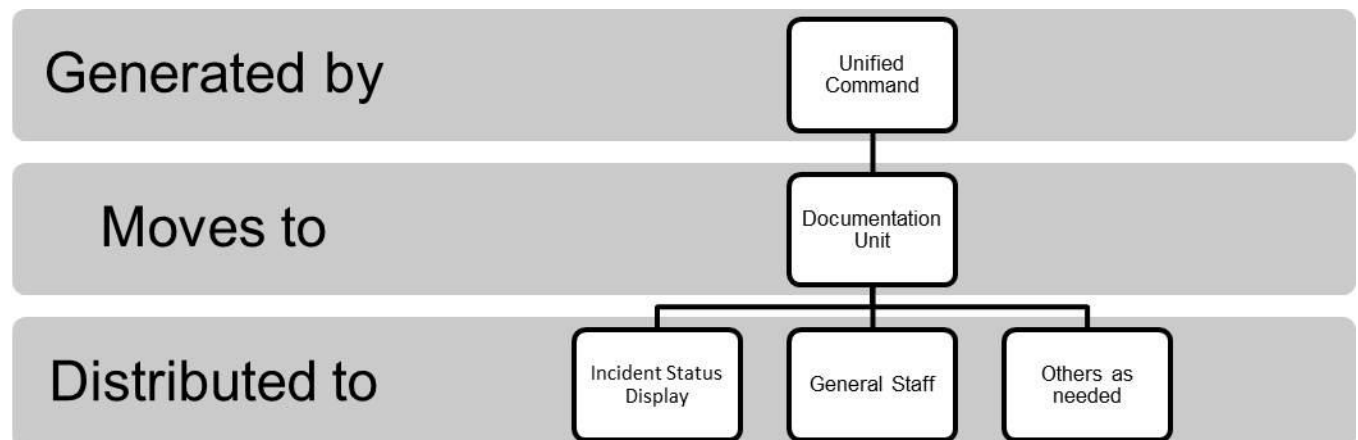 Generated by
Unified
Command
Moves to
Documentation
Unit
Distributed to
Incident Status
Display
General Staff
Others as
needed